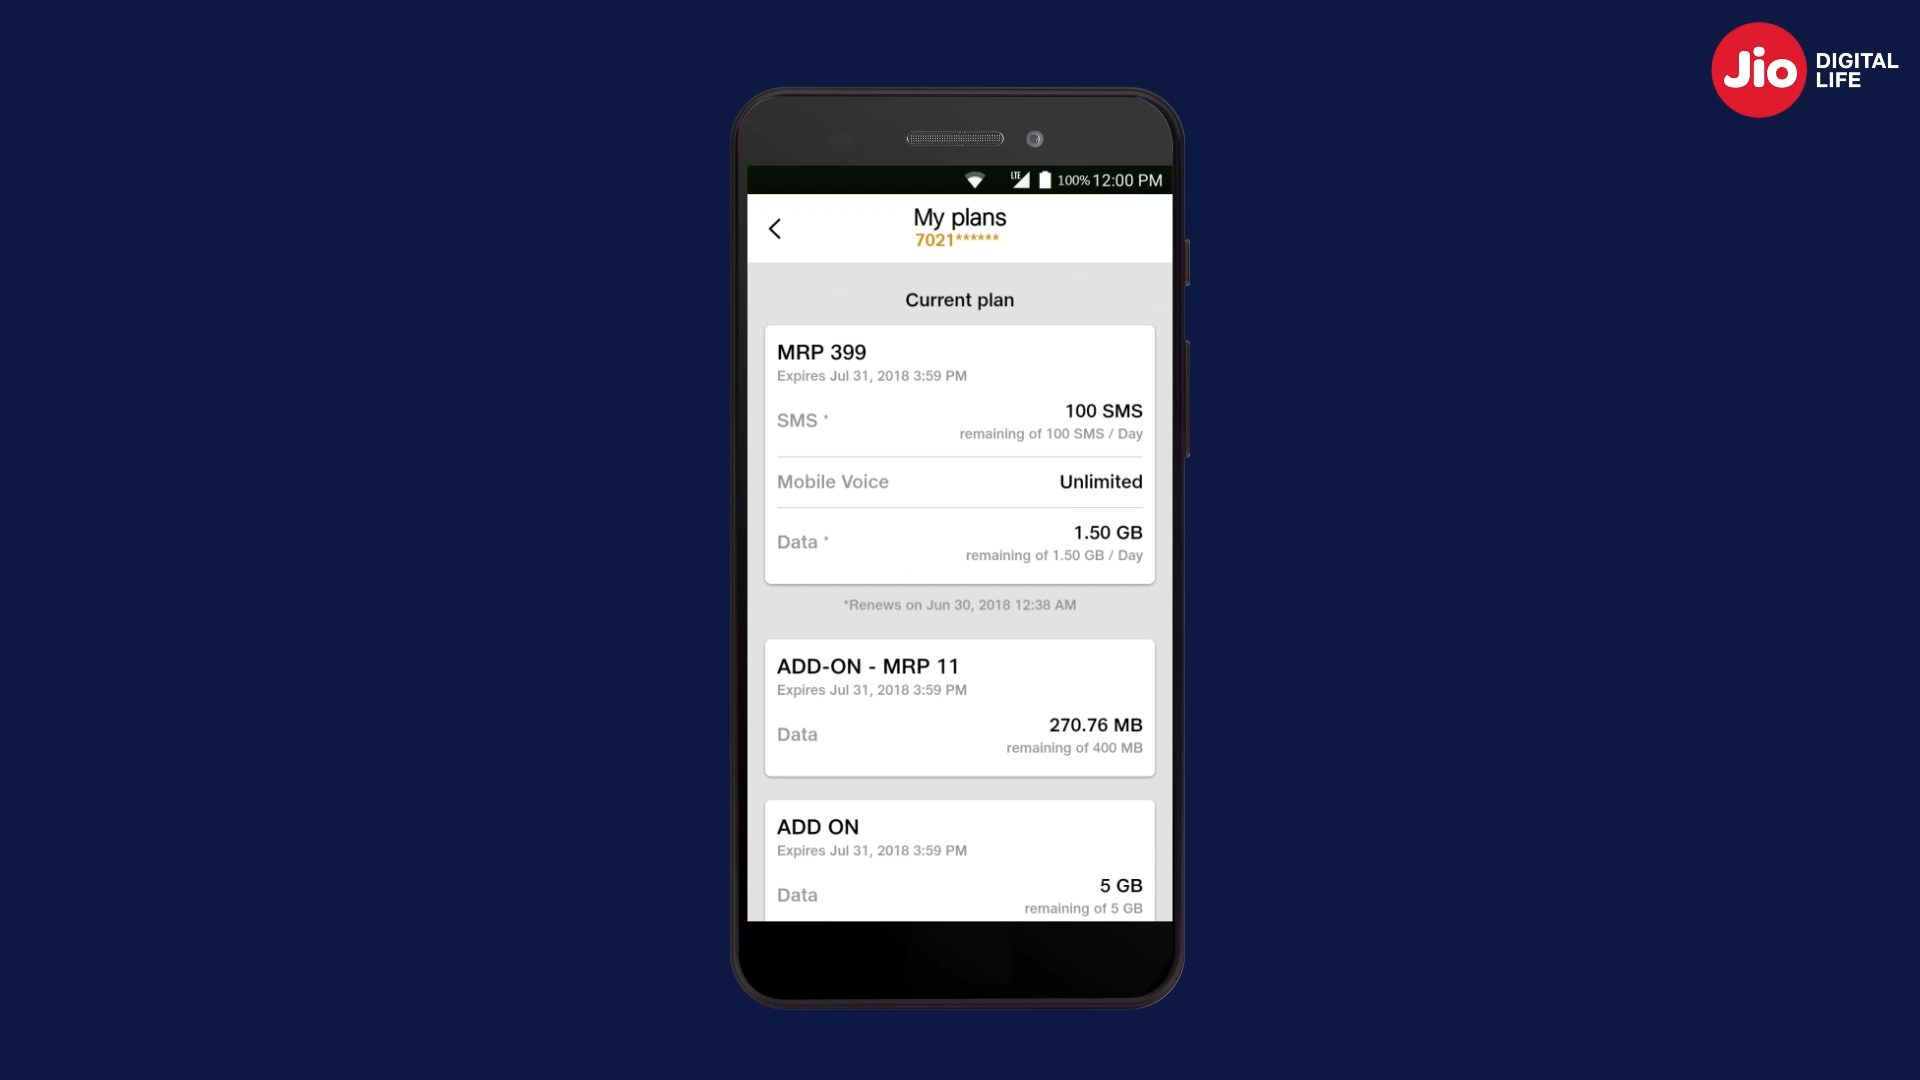 Jio DIGITAL LIFE
LTE 100% 12:00 PM
My plans
7021******
Current plan
MRP 399
Expires Jul 31, 2018 3:59 PM
SMS *
100 SMS
remaining of 100 SMS / Day
Mobile Voice
Unlimited
Data *
1.50 GB
remaining of 1.50 GB / Day
*Renews on Jun 30, 2018 12:38 AM
ADD-ON - MRP 11
Expires Jul 31, 2018 3:59 PM
Data
270.76 MB
remaining of 400 MB
ADD ON
Expires Jul 31, 2018 3:59 PM
Data
5 GB
remaining of 5 GB